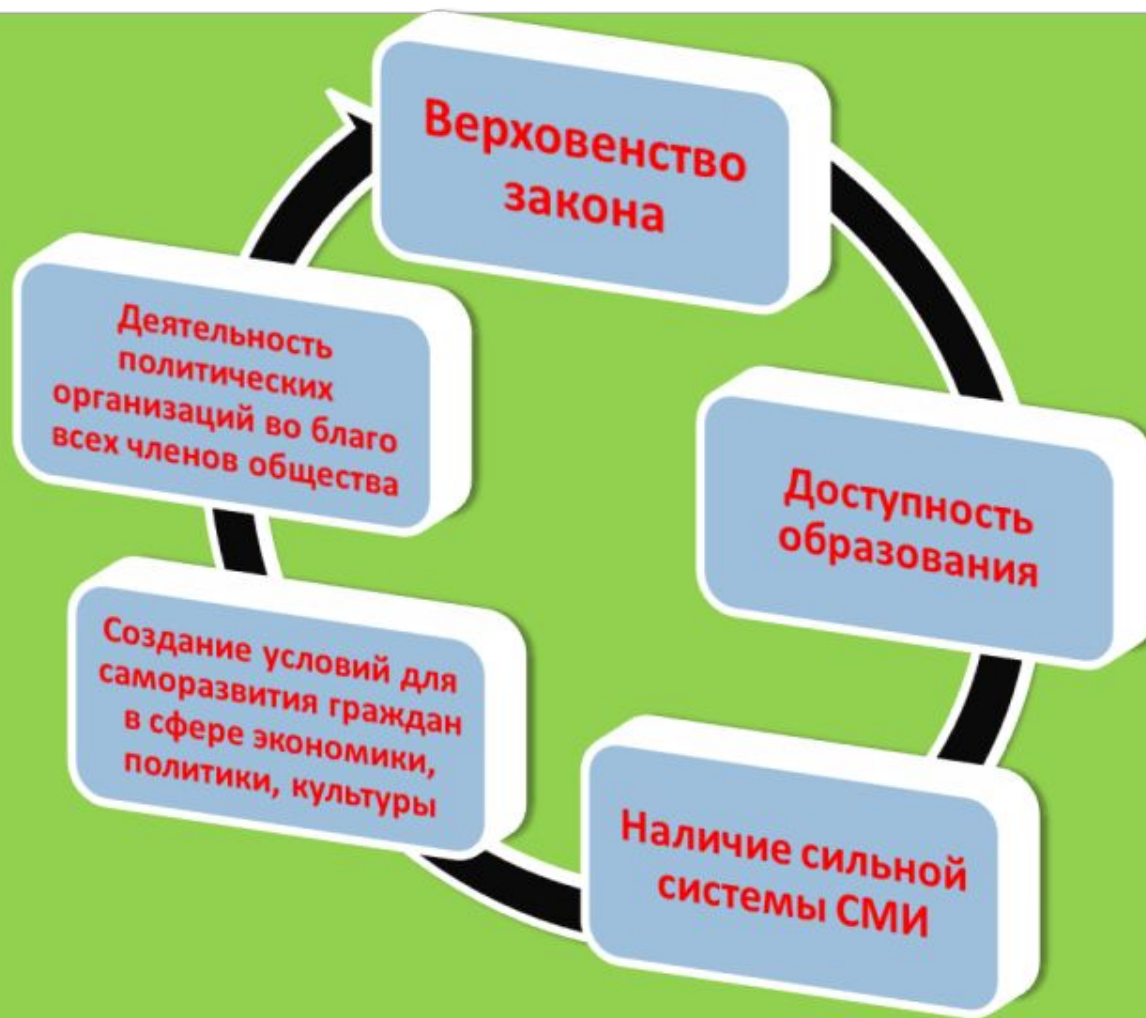 Верховенство
закона
Доступность
образования
Наличие сильной
системы СМИ
Создание условий для
саморазвития граждан
в сфере экономики,
политики, культуры
Деятельность
политических
организаций во благо
всех членов общества